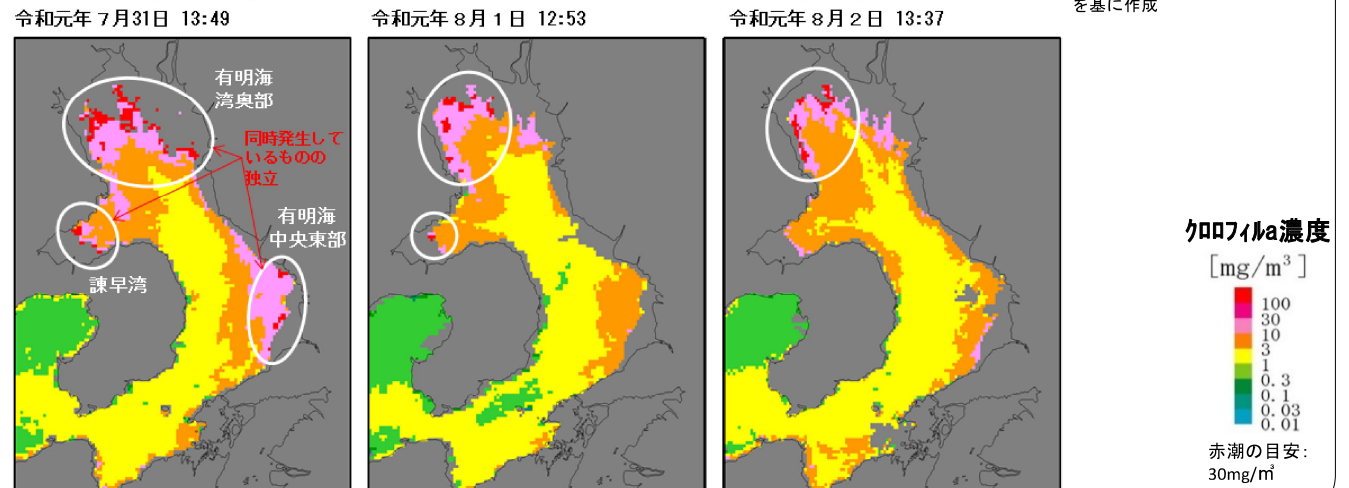 を基に作成
令和元年７月31日 13:49
令和元年８月１日 12:53
令和元年８月２日 13:37
有明海
湾奥部
同時発生して
いるものの
独立
有明海
中央東部
諫早湾
ｸﾛﾛﾌｨﾙa濃度
[mg/m³]
100
30
10
3
1
0.3
0.1
0.03
0.01
赤潮の目安：
30mg/㎥